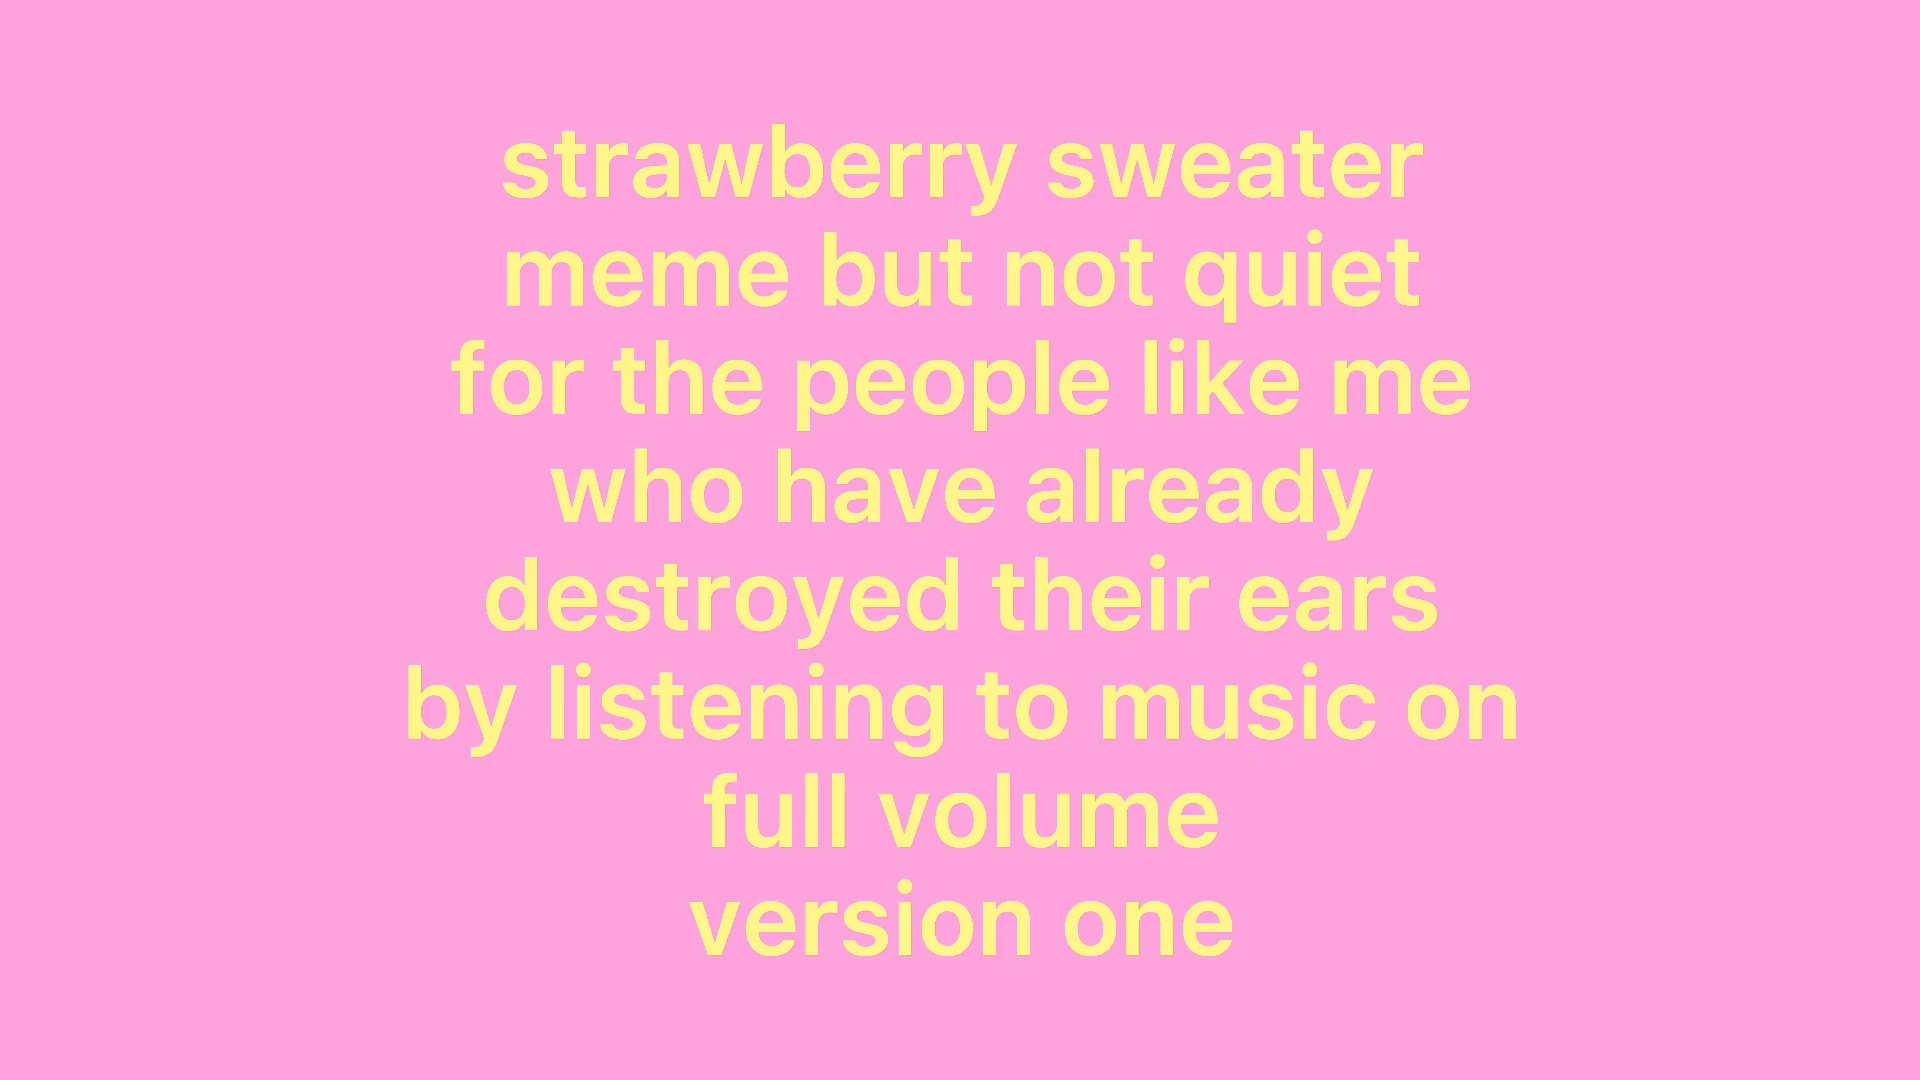 strawberry sweater
meme but not quiet
for the people like me
who have already
destroyed their ears
by listening to music on
full volume
version one